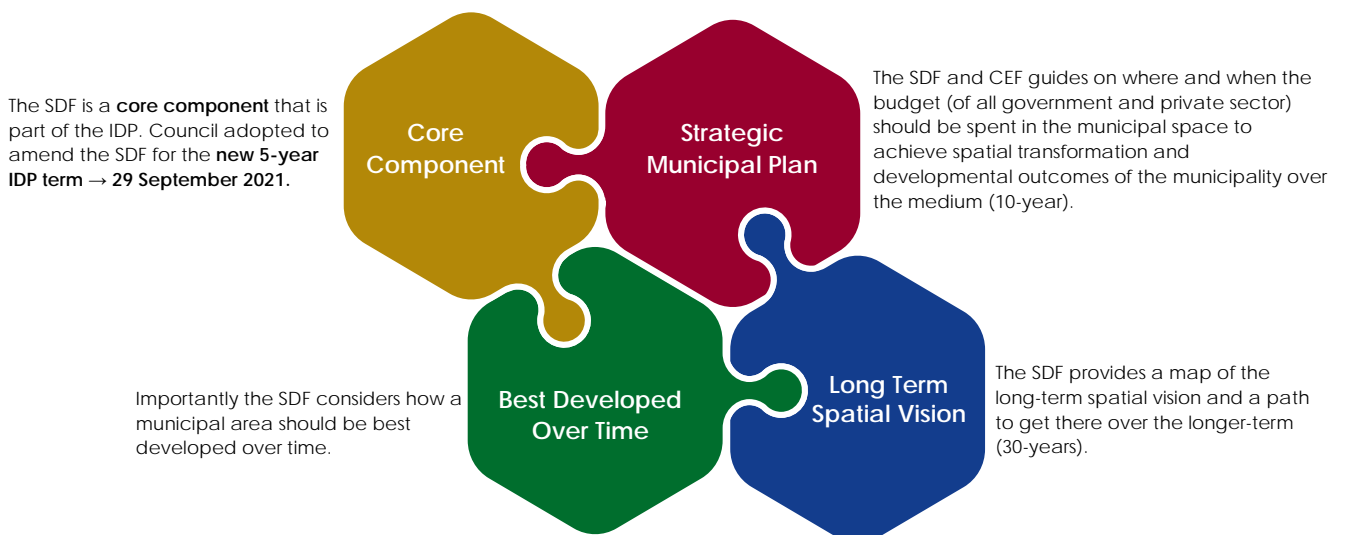 The SDF is a core component that is
part of the IDP. Council adopted to
amend the SDF for the new 5-year
IDP term → 29 September 2021.
Core
Component
Strategic
Municipal Plan
The SDF and CEF guides on where and when the
budget (of all government and private sector)
should be spent in the municipal space to
achieve spatial transformation and
developmental outcomes of the municipality over
the medium (10-year).
Importantly the SDF considers how a
municipal area should be best
developed over time.
Best Developed
Over Time
Long Term
Spatial Vision
The SDF provides a map of the
long-term spatial vision and a path
to get there over the longer-term
(30-years).